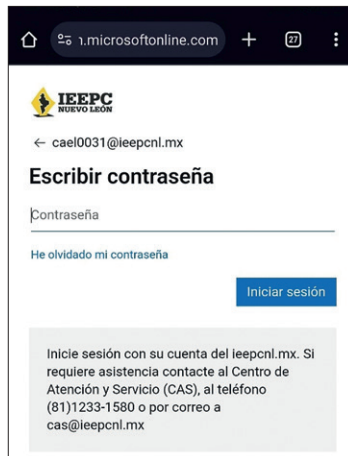 ɿ.microsoftonline.com
27
IEEPC
NUEVO LEÓN
← cael0031@ieepcnl.mx
Escribir contraseña
Contraseña
He olvidado mi contraseña
Iniciar sesión
Inicie sesión con su cuenta del ieepcnl.mx. Si
requiere asistencia contacte al Centro de
Atención y Servicio (CAS), al teléfono
(81)1233-1580 o por correo a
cas@ieepcnl.mx